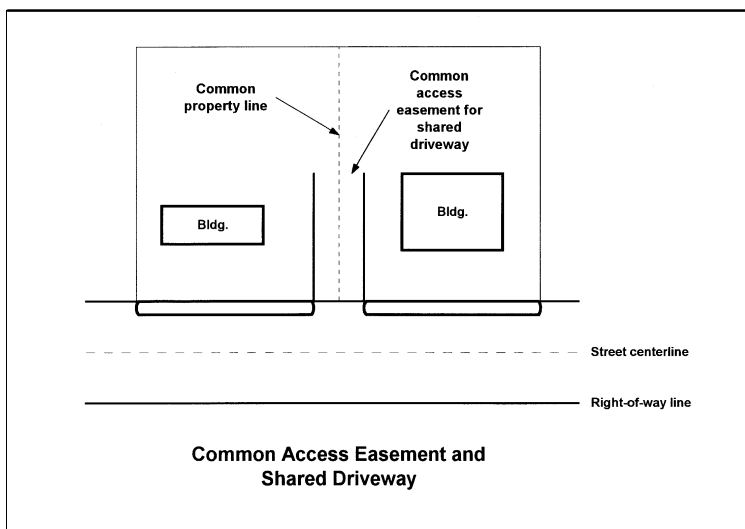 Common
property line
Common
access
easement for
shared
driveway
Bldg.
Bldg.
Street centerline
Right-of-way line
Common Access Easement and
Shared Driveway